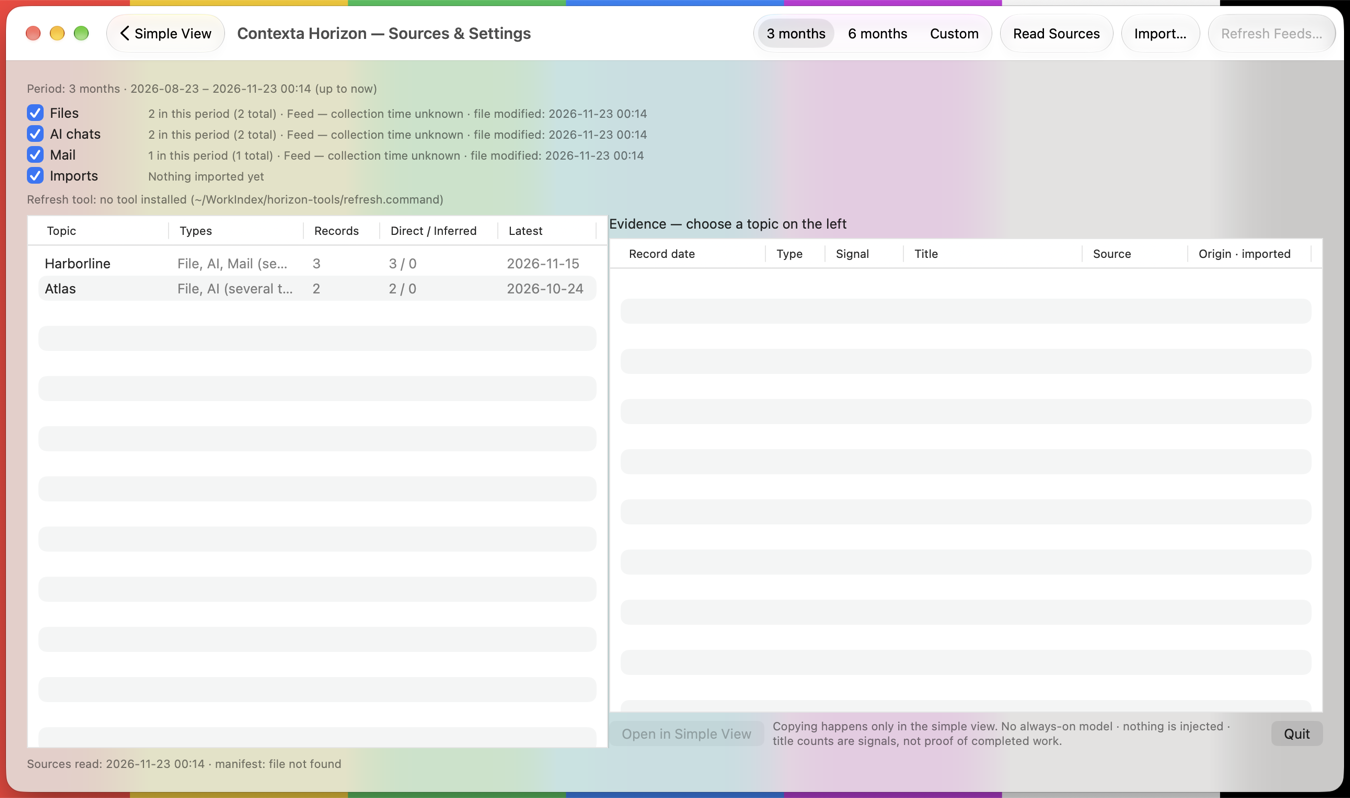 Simple View
Contexta Horizon — Sources & Settings
3 months 6 months Custom
Read Sources
Import...
Refresh Feeds...
Period: 3 months · 2026-08-23 – 2026-11-23 00:14 (up to now)
Files 2 in this period (2 total) · Feed — collection time unknown · file modified: 2026-11-23 00:14
AI chats 2 in this period (2 total) · Feed — collection time unknown · file modified: 2026-11-23 00:14
Mail 1 in this period (1 total) · Feed — collection time unknown · file modified: 2026-11-23 00:14
Imports Nothing imported yet
Refresh tool: no tool installed (~/WorkIndex/horizon-tools/refresh.command)
Topic Types Records Direct / Inferred Latest
Harborline File, AI, Mail (se... 3 3 / 0 2026-11-15
Atlas File, AI (several t... 2 2 / 0 2026-10-24
Evidence — choose a topic on the left
Record date Type Signal Title Source Origin · imported
Open in Simple View
Copying happens only in the simple view. No always-on model · nothing is injected ·
title counts are signals, not proof of completed work.
Quit
Sources read: 2026-11-23 00:14 · manifest: file not found